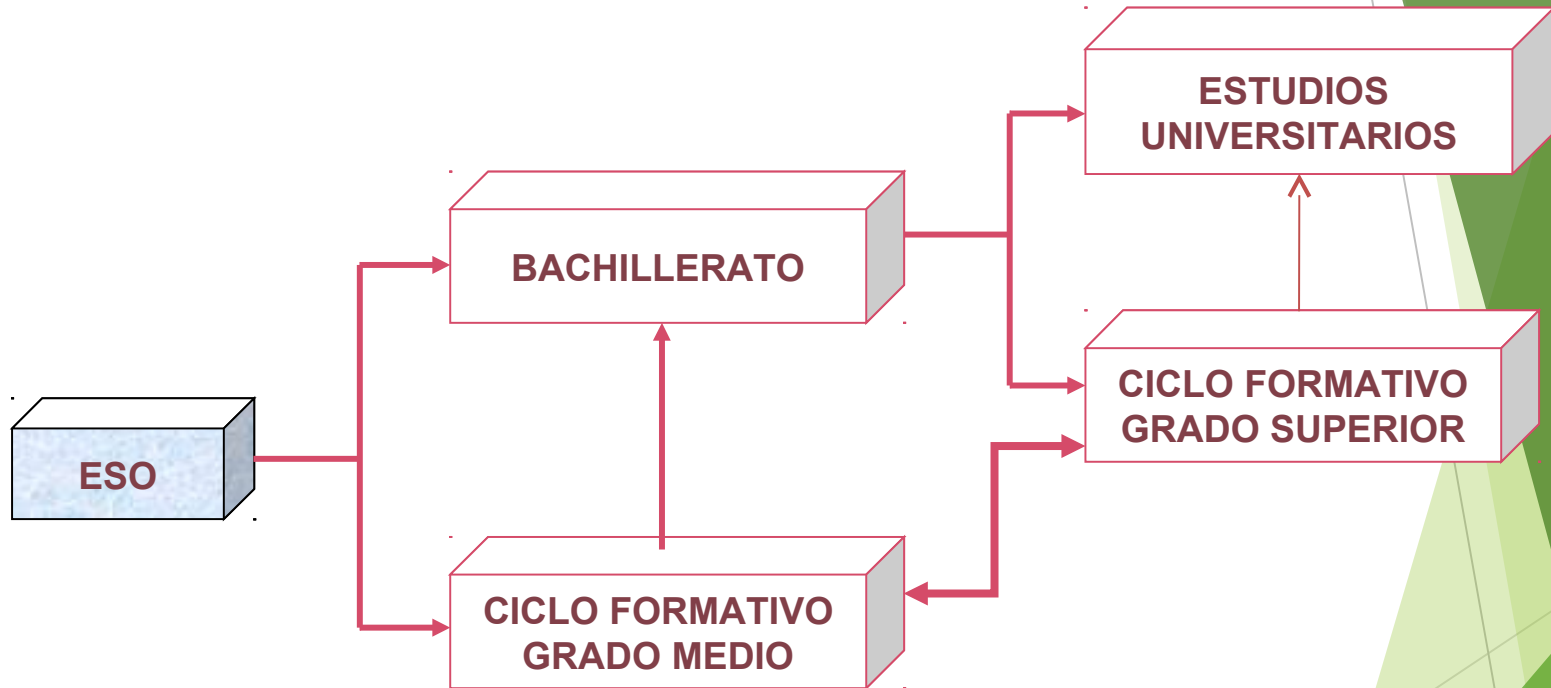 ESTUDIOS
UNIVERSITARIOS
BACHILLERATO
CICLO FORMATIVO
GRADO SUPERIOR
ESO
CICLO FORMATIVO
GRADO MEDIO